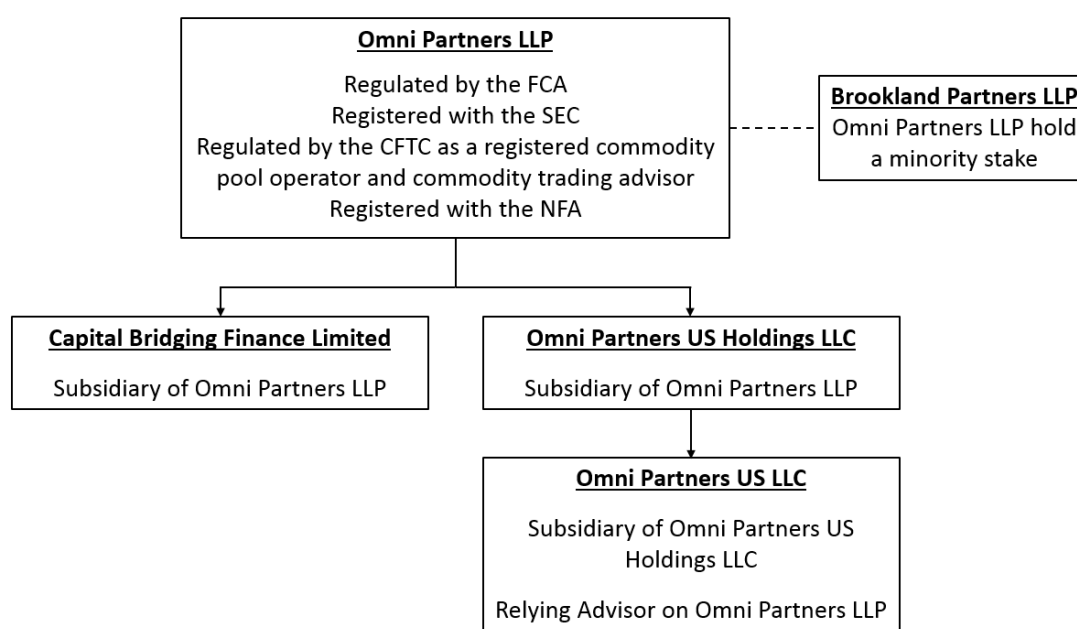 Omni Partners LLP
Regulated by the FCA
Registered with the SEC
Regulated by the CFTC as a registered commodity
pool operator and commodity trading advisor
Registered with the NFA
Brookland Partners LLP
Omni Partners LLP hold
a minority stake
Capital Bridging Finance Limited
Subsidiary of Omni Partners LLP
Omni Partners US Holdings LLC
Subsidiary of Omni Partners LLP
Omni Partners US LLC
Subsidiary of Omni Partners US
Holdings LLC
Relying Advisor on Omni Partners LLP